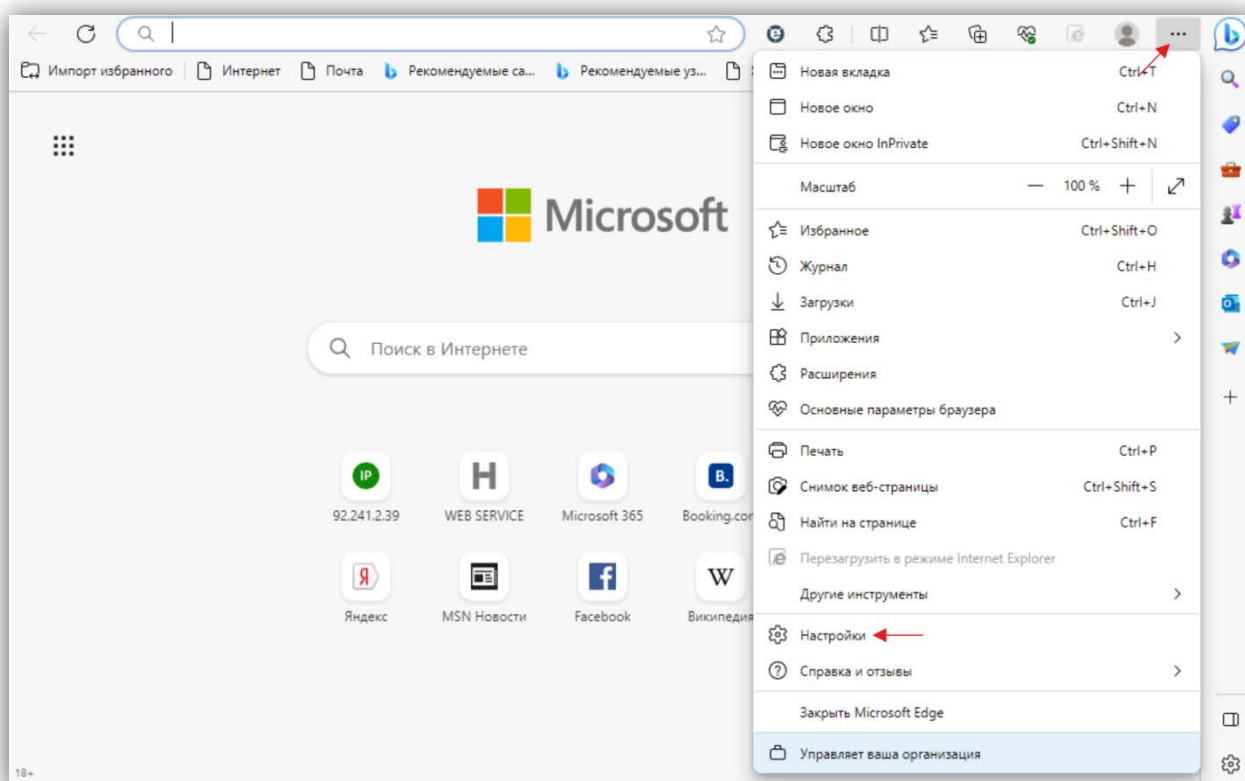 Импорт избранного Интернет Почта Рекомендуемые са... Рекомендуемые уз...
Новая вкладка Ctrl+T
Новое окно Ctrl+N
Новое окно InPrivate Ctrl+Shift+N
Масштаб — 100 % +
Microsoft
Избранное Ctrl+Shift+O
Журнал Ctrl+H
Загрузки Ctrl+J
Поиск в Интернете
Приложения
Расширения
Основные параметры браузера
Печать Ctrl+P
IP H B.
Снимок веб-страницы Ctrl+Shift+S
92.241.2.39 WEB SERVICE Microsoft 365 Booking.cor
Найти на странице Ctrl+F
Перезагрузить в режиме Internet Explorer
Я f W
Другие инструменты
Яндекс MSN Новости Facebook Википедия
Настройки
Справка и отзывы
Закрыть Microsoft Edge
Управляет ваша организация
18+